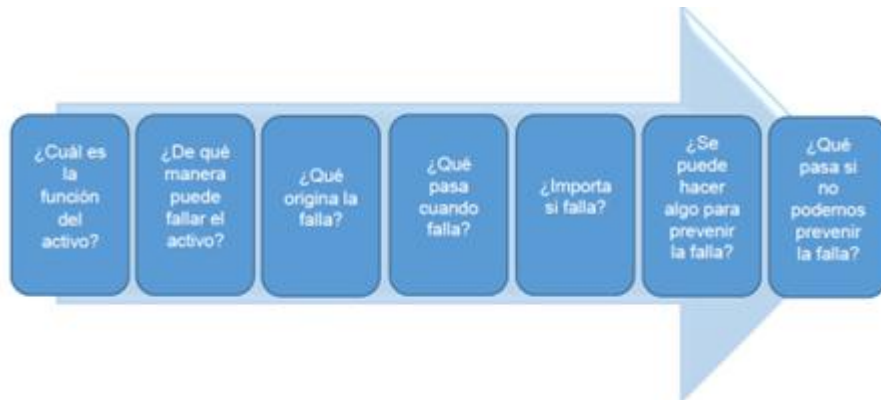 ¿Cuál es
la
función
del
activo?
¿De qué
manera
puede
fallar el
activo?
¿Qué
origina la
falla?
¿Qué
pasa
cuando
falla?
¿Importa
si falla?
¿Se
puede
hacer
algo para
prevenir
la falla?
¿Qué
pasa si
no
podemos
prevenir
la falla?